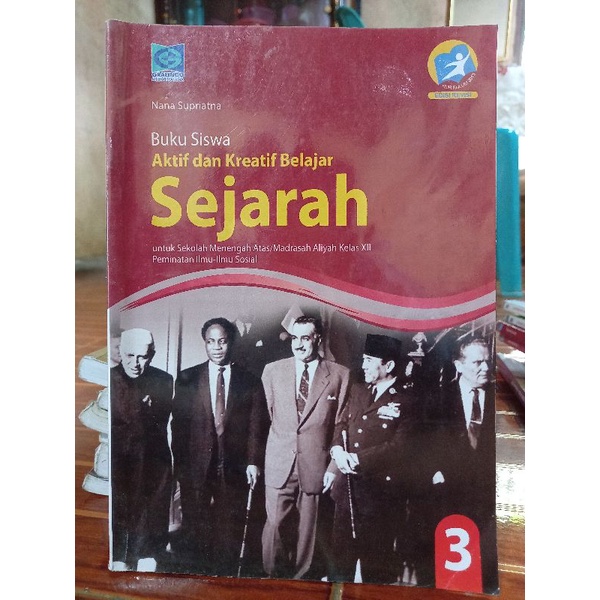 GRAFINDO
Nana Supriatna
Buku Siswa
Aktif dan Kreatif Belajar
Sejarah
untuk Sekolah Menengah Atas/Madrasah Aliyah Kelas XII
Peminatan Ilmu-Ilmu Sosial
3